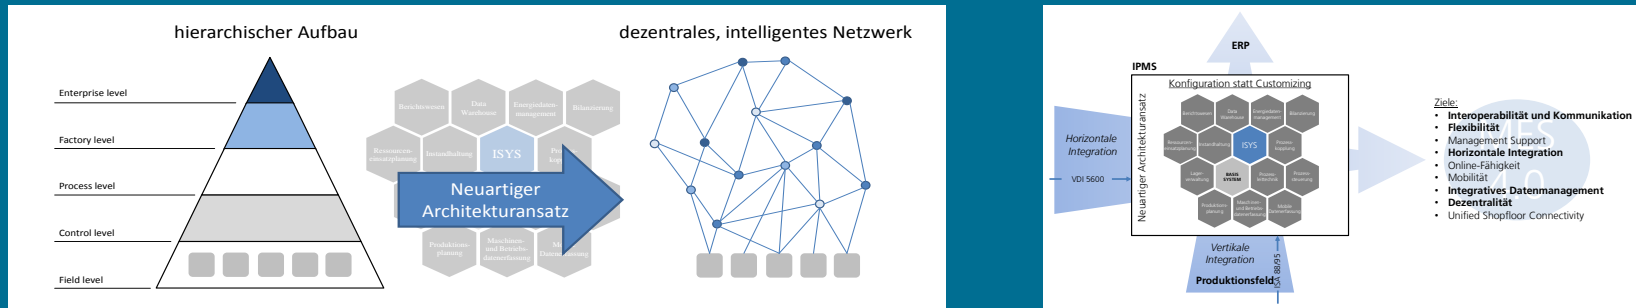 hierarchischer Aufbau
dezentrales, intelligentes Netzwerk
Enterprise level
Factory level
Process level
Control level
Field level
Berichtswesen
Data
Warehouse
Energiedaten-
management
Bilanzierung
Ressourcen-
einsatzplanung
Instandhaltung
ISYS
Neuartiger
Architekturansatz
Produktions-
planung
Maschinen-
und Betriebs-
datenerfassung
ERP
IPMS
Konfiguration statt Customizing
Neuartiger Architekturansatz
Horizontale
Integration
VDI 5600
Berichtswesen
Data
Warehouse
Energiedaten-
management
Bilanzierung
Ressourcen-
einsatzplanung
Instandhaltung
ISYS
Prozess-
kopplung
Lager-
verwaltung
BASIS
SYSTEM
Prozess-
leittechnik
Prozess-
steuerung
Produktions-
planung
Maschinen-
und Betriebs-
datenerfassung
Mobile
Datenerfassung
Vertikale
Integration
Produktionsfeld
ISA 88/95
MES
4.0
Ziele:
• Interoperabilität und Kommunikation
• Flexibilität
• Management Support
• Horizontale Integration
• Online-Fähigkeit
• Mobilität
• Integratives Datenmanagement
• Dezentralität
• Unified Shopfloor Connectivity